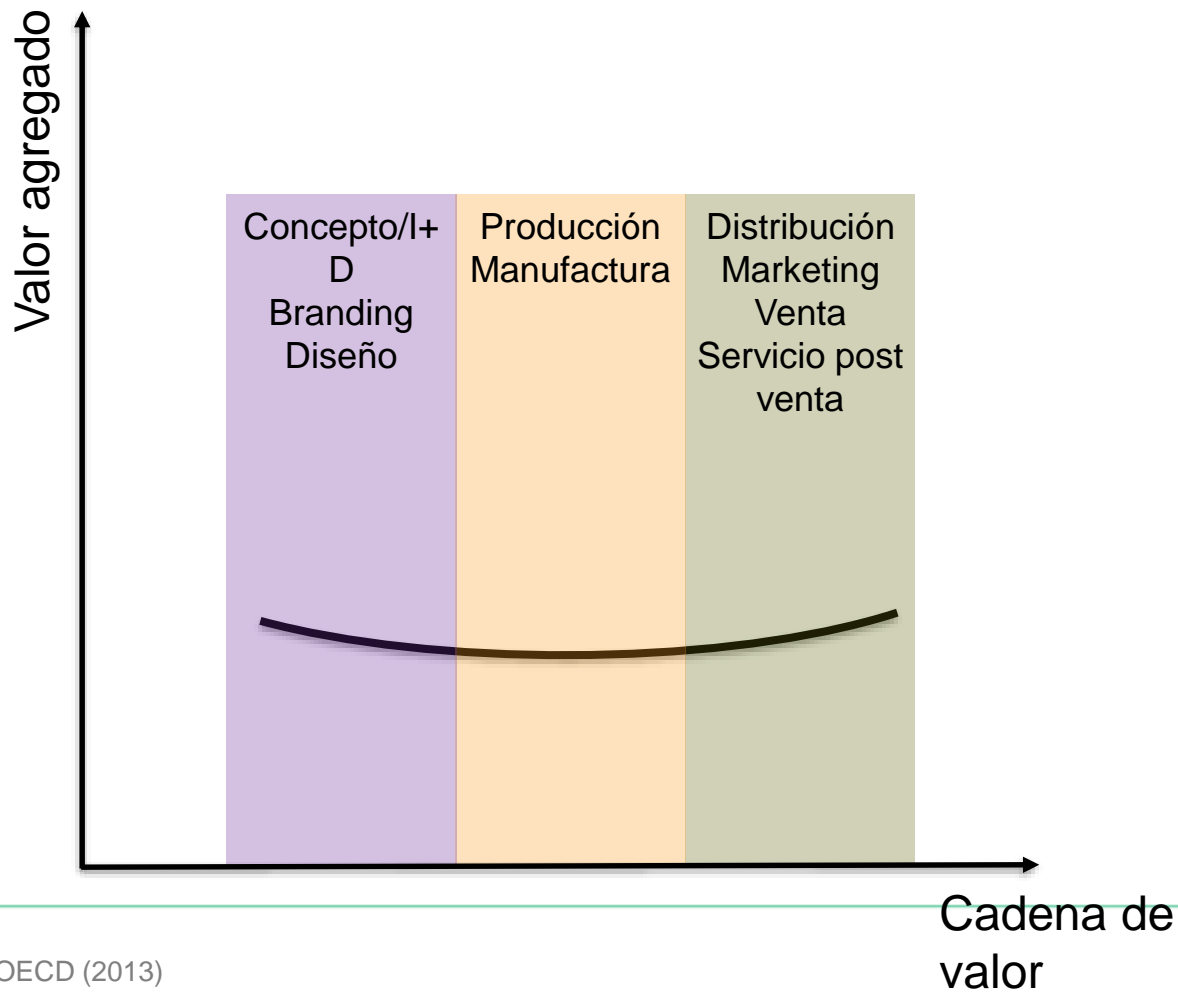 Valor agregado
Concepto/I+
D
Branding
Diseño
Producción
Manufactura
Distribución
Marketing
Venta
Servicio post
venta
Cadena de
valor
OECD (2013)